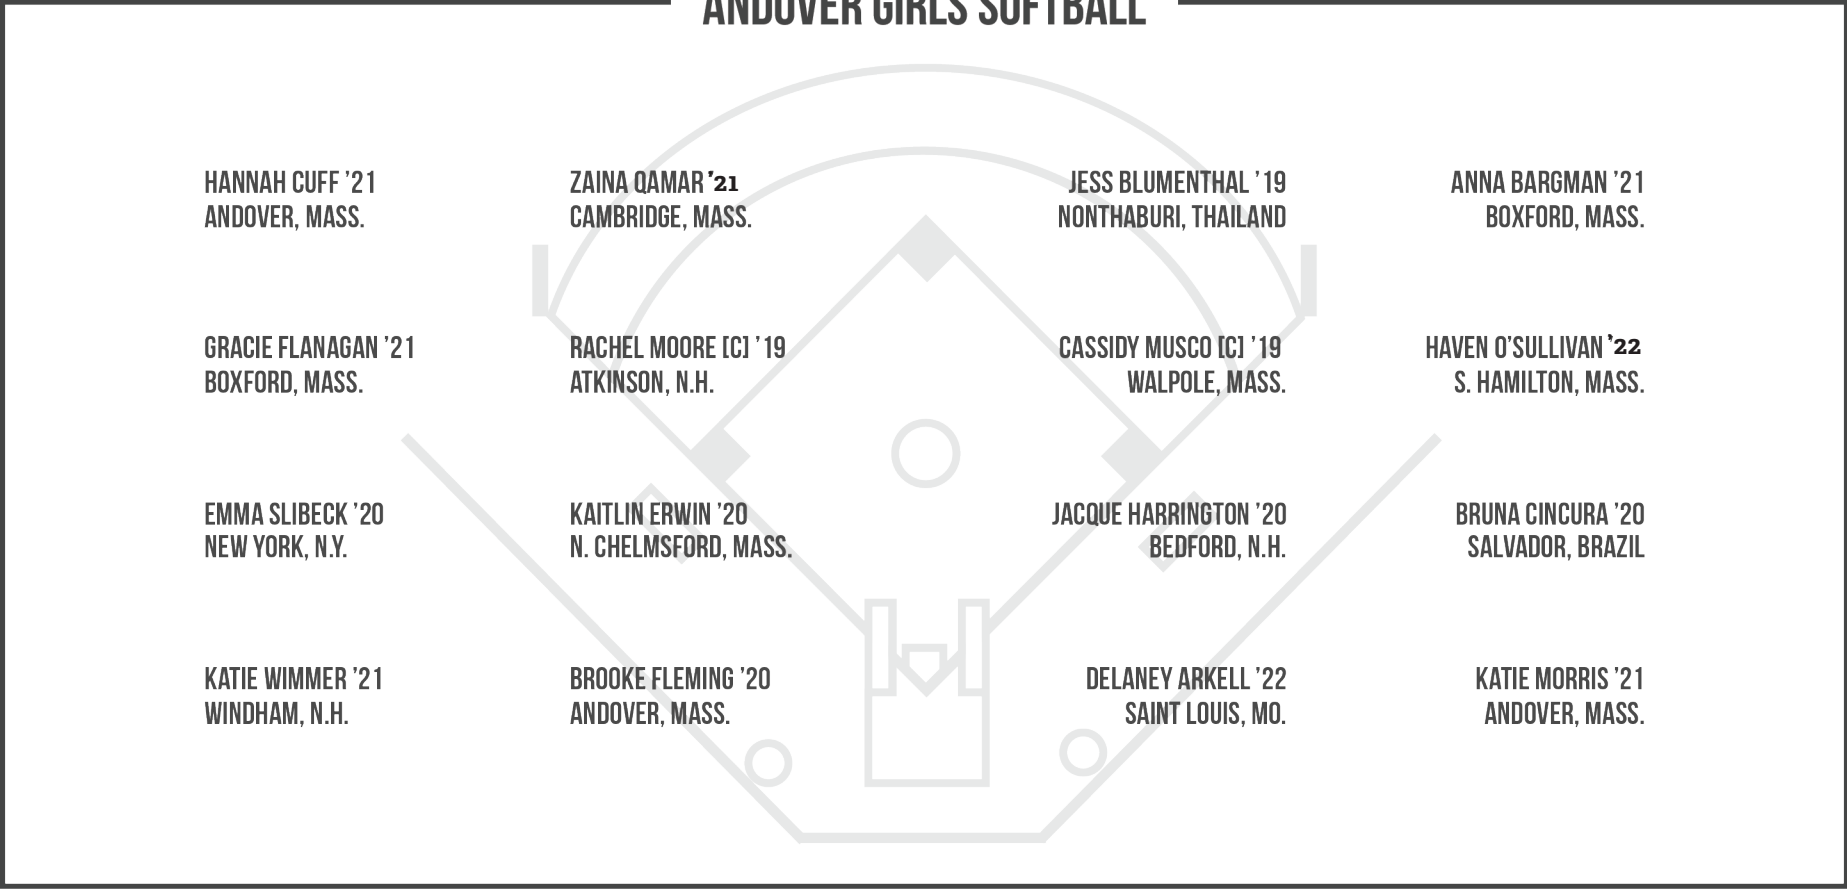 ANDOVER GIRLS SOFTBALL
HANNAH CUFF ’21
ANDOVER, MASS.
ZAINA QAMAR ’21
CAMBRIDGE, MASS.
JESS BLUMENTHAL ’19
NONTHABURI, THAILAND
ANNA BARGMAN ’21
BOXFORD, MASS.
GRACIE FLANAGAN ’21
BOXFORD, MASS.
RACHEL MOORE [C] ’19
ATKINSON, N.H.
CASSIDY MUSCO [C] ’19
WALPOLE, MASS.
HAVEN O’SULLIVAN ’22
S. HAMILTON, MASS.
EMMA SLIBECK ’20
NEW YORK, N.Y.
KAITLIN ERWIN ’20
N. CHELMSFORD, MASS.
JACQUE HARRINGTON ’20
BEDFORD, N.H.
BRUNA CINCURA ’20
SALVADOR, BRAZIL
KATIE WIMMER ’21
WINDHAM, N.H.
BROOKE FLEMING ’20
ANDOVER, MASS.
DELANEY ARKELL ’22
SAINT LOUIS, MO.
KATIE MORRIS ’21
ANDOVER, MASS.